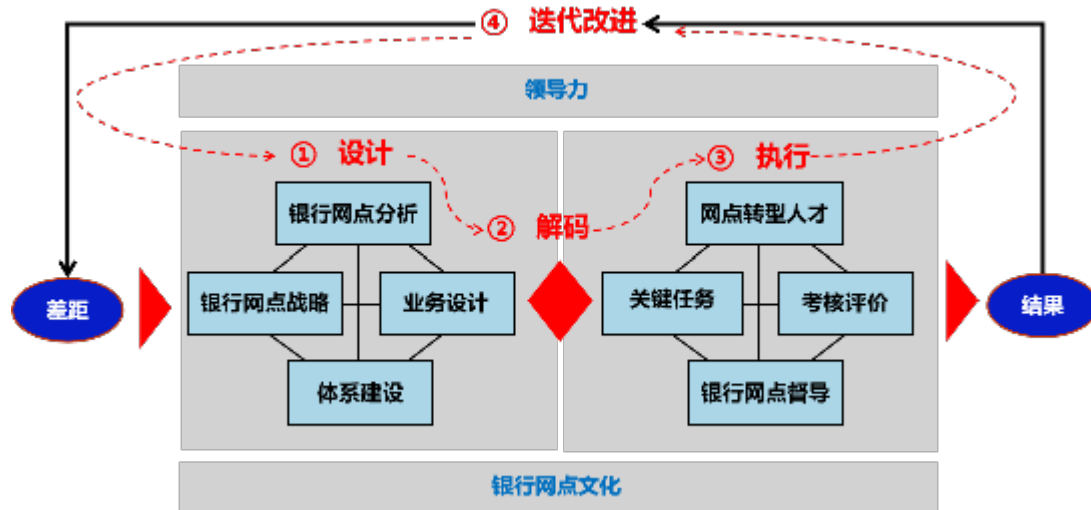 ④ 迭代改进
领导力
① 设计
③ 执行
银行网点分析
网点转型人才
② 解码
差距
银行网点战略
业务设计
关键任务
考核评价
结果
体系建设
银行网点督导
银行网点文化